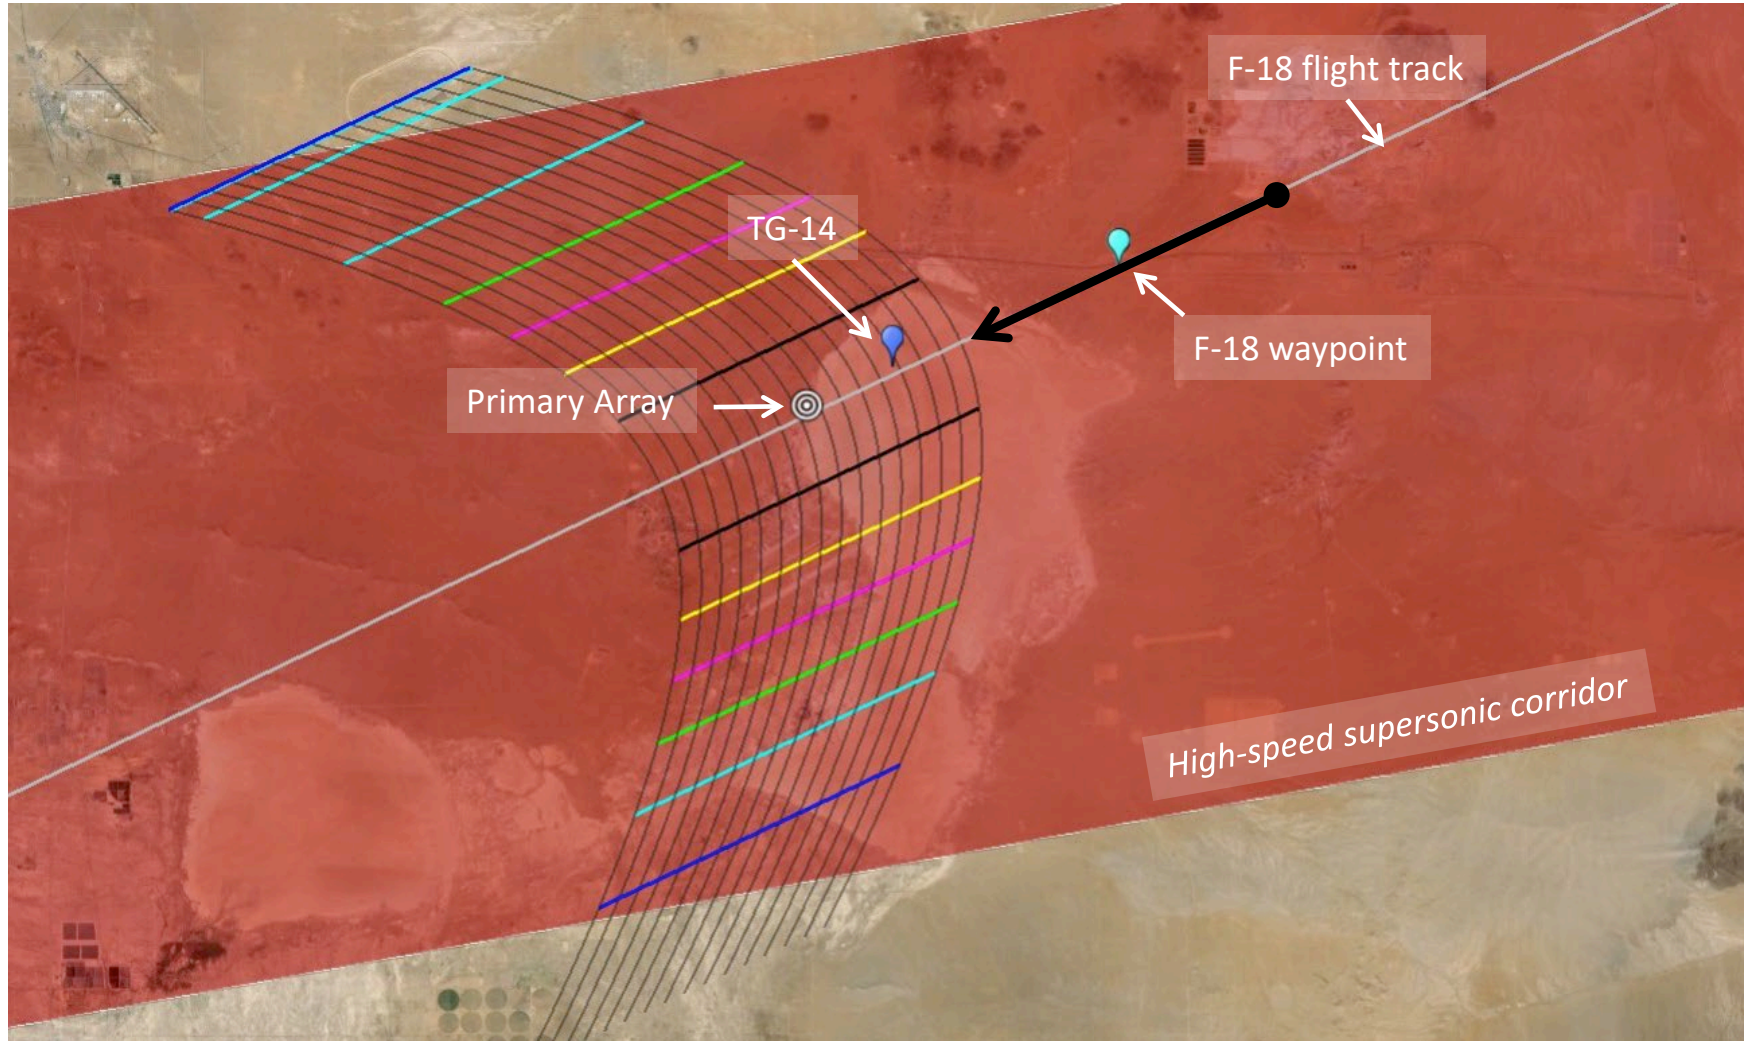 F-18 flight track
TG-14
F-18 waypoint
Primary Array
High-speed supersonic corridor